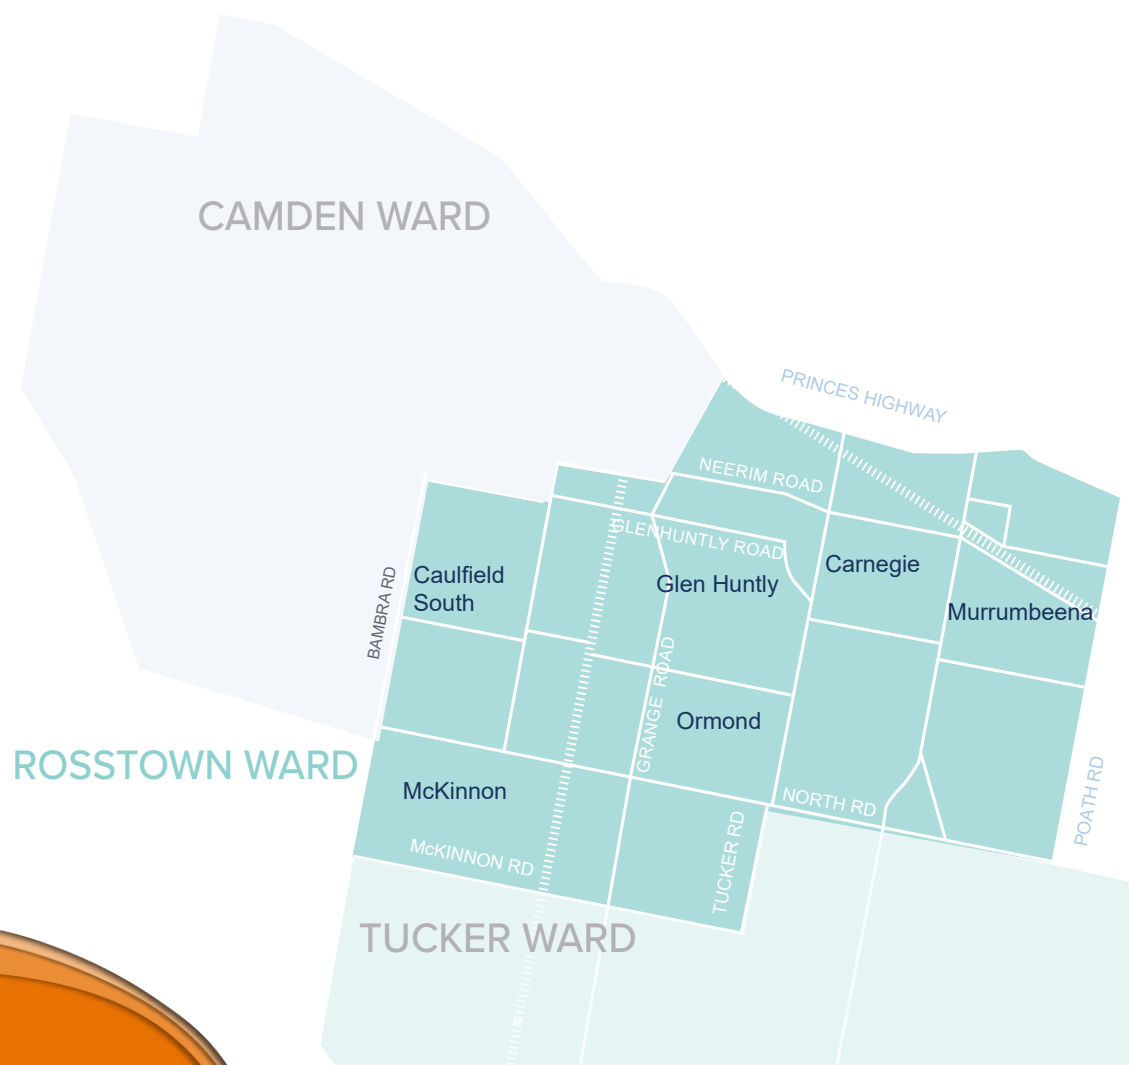 CAMDEN WARD
PRINCES HIGHWAY
NEERIM ROAD
GLENHUNTLY ROAD
Carnegie
Caulfield
South
Glen Huntly
BAMBRA RD
Murrumbeena
GRANGE ROAD
Ormond
ROSSTOWN WARD
McKinnon
NORTH RD
POATH RD
McKINNON RD
TUCKER RD
TUCKER WARD